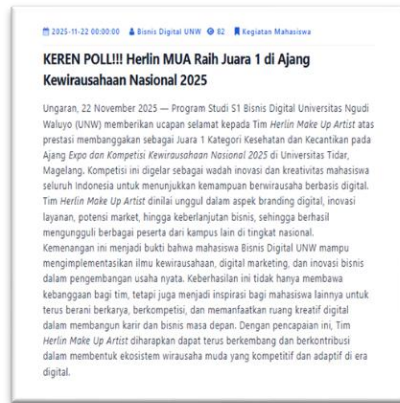 2025-11-22 00:00:00 Bisnis Digital UNW 82 Kegiatan Mahasiswa
KEREN POLL!!! Herlin MUA Raih Juara 1 di Ajang
Kewirausahaan Nasional 2025
Ungaran, 22 November 2025 — Program Studi S1 Bisnis Digital Universitas Ngudi
Waluyo (UNW) memberikan ucapan selamat kepada Tim Herlin Make Up Artist atas
prestasi membanggakan sebagai Juara 1 Kategori Kesehatan dan Kecantikan pada
Ajang Expo dan Kompetisi Kewirausahaan Nasional 2025 di Universitas Tidar,
Magelang. Kompetisi ini digelar sebagai wadah inovasi dan kreativitas mahasiswa
seluruh Indonesia untuk menunjukkan kemampuan berwirausaha berbasis digital.
Tim Herlin Make Up Artist dinilai unggul dalam aspek branding digital, inovasi
layanan, potensi market, hingga keberlanjutan bisnis, sehingga berhasil
mengungguli berbagai peserta dari kampus lain di tingkat nasional.
Kemenangan ini menjadi bukti bahwa mahasiswa Bisnis Digital UNW mampu
mengimplementasikan ilmu kewirausahaan, digital marketing, dan inovasi bisnis
dalam pengembangan usaha nyata. Keberhasilan ini tidak hanya membawa
kebanggaan bagi tim, tetapi juga menjadi inspirasi bagi mahasiswa lainnya untuk
terus berani berkarya, berkompetisi, dan memanfaatkan ruang kreatif digital
dalam membangun karir dan bisnis masa depan. Dengan pencapaian ini, Tim
Herlin Make Up Artist diharapkan dapat terus berkembang dan berkontribusi
dalam membentuk ekosistem wirausaha muda yang kompetitif dan adaptif di era
digital.